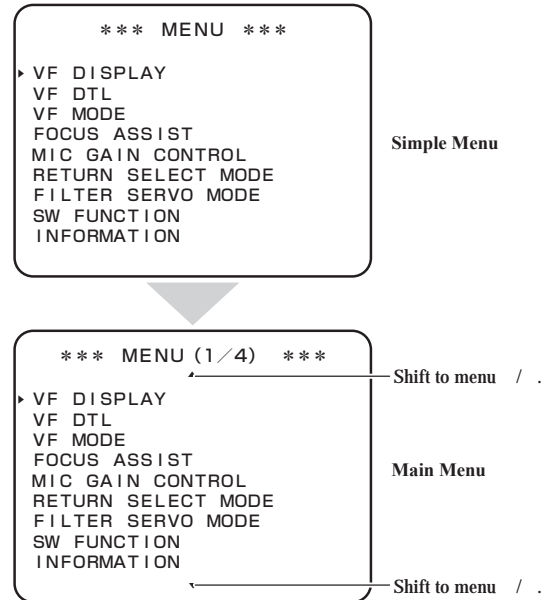 *** MENU ***
VF DISPLAY
VF DTL
VF MODE
FOCUS ASSIST
MIC GAIN CONTROL
RETURN SELECT MODE
FILTER SERVO MODE
SW FUNCTION
INFORMATION
Simple Menu
*** MENU (1/4) ***
Shift to menu / .
VF DISPLAY
VF DTL
VF MODE
FOCUS ASSIST
MIC GAIN CONTROL
RETURN SELECT MODE
FILTER SERVO MODE
SW FUNCTION
INFORMATION
Main Menu
Shift to menu / .